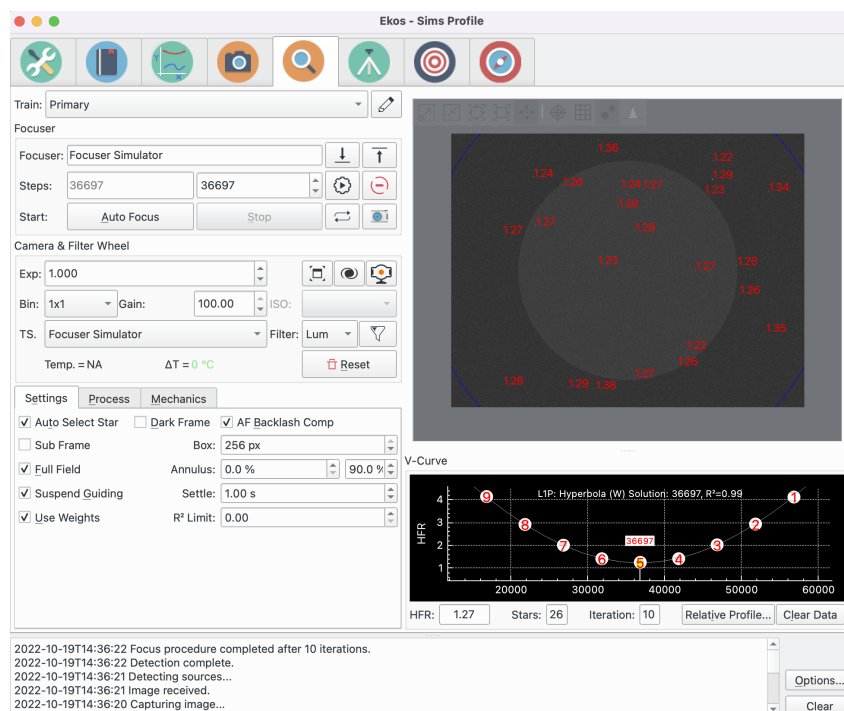 Ekos - Sims Profile
Train: Primary
Focuser
Focuser: Focuser Simulator
Steps: 36697 36697
Start: Auto Focus Stop
Camera & Filter Wheel
Exp: 1.000
Bin: 1x1 Gain: 100.00 ISO:
TS. Focuser Simulator Filter: Lum
Temp. = NA ΔT = 0 °C Reset
Settings Process Mechanics
Auto Select Star Dark Frame AF Backlash Comp
Sub Frame Box: 256 px
Full Field Annulus: 0.0 % 90.0 %
Suspend Guiding Settle: 1.00 s
Use Weights R² Limit: 0.00
1.36
1.22
1.24 1.29
1.23 1.34
1.28
1.27 1.27
1.29
1.23 1.27 1.28
1.26
1.35
1.22
1.28
1.27
1.26 1.29 1.38
V-Curve
L1P: Hyperbola (W) Solution: 36697, R²=0.99
HFR
4
3
2
1
9 8 7 6 5 4 3 2 1
36697
20000 30000 40000 50000 60000
HFR: 1.27 Stars: 26 Iteration: 10 Relative Profile... Clear Data
2022-10-19T14:36:22 Focus procedure completed after 10 iterations.
2022-10-19T14:36:22 Detection complete.
2022-10-19T14:36:21 Detecting sources...
2022-10-19T14:36:21 Image received.
2022-10-19T14:36:20 Capturing image...
Options...
Clear